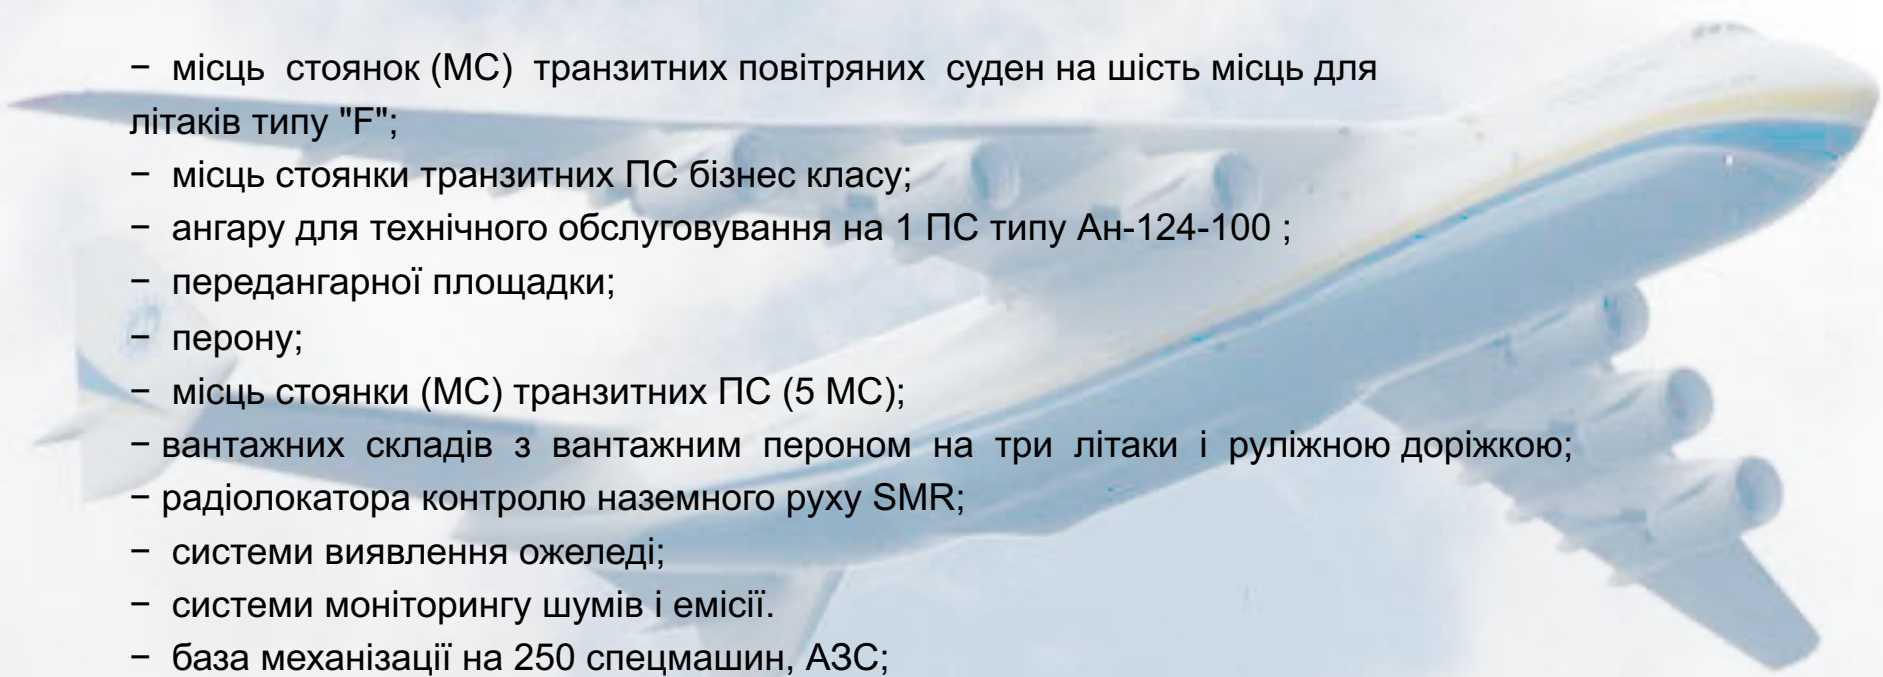 − місць стоянок (МС) транзитних повітряних суден на шість місць для
літаків типу "F";
− місць стоянки транзитних ПС бізнес класу;
− ангару для технічного обслуговування на 1 ПС типу Ан-124-100 ;
− передангарної площадки;
− перону;
− місць стоянки (МС) транзитних ПС (5 МС);
− вантажних складів з вантажним пероном на три літаки і руліжною доріжкою;
− радіолокатора контролю наземного руху SMR;
− системи виявлення ожеледі;
− системи моніторингу шумів і емісії.
− база механізації на 250 спецмашин, АЗС;